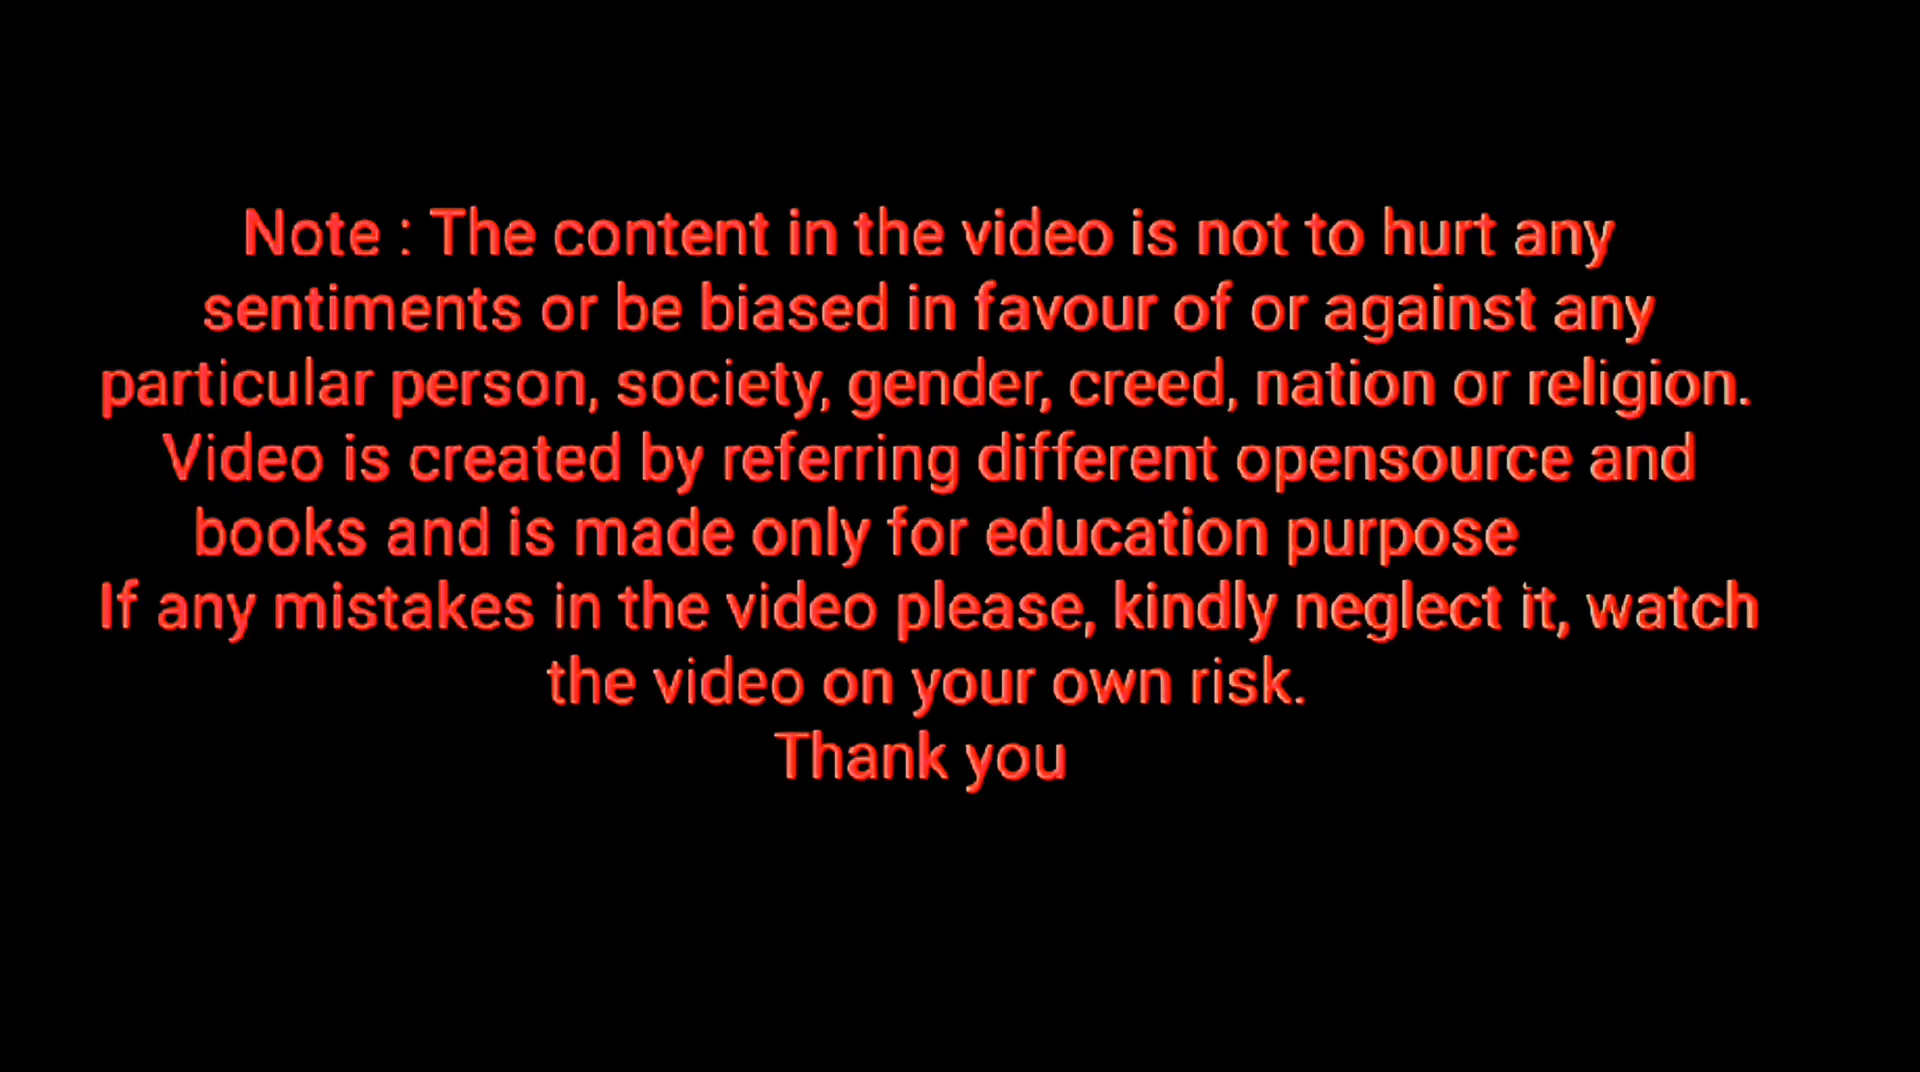 Note : The content in the video is not to hurt any
sentiments or be biased in favour of or against any
particular person, society, gender, creed, nation or religion.
Video is created by referring different opensource and
books and is made only for education purpose
If any mistakes in the video please, kindly neglect it, watch
the video on your own risk.
Thank you